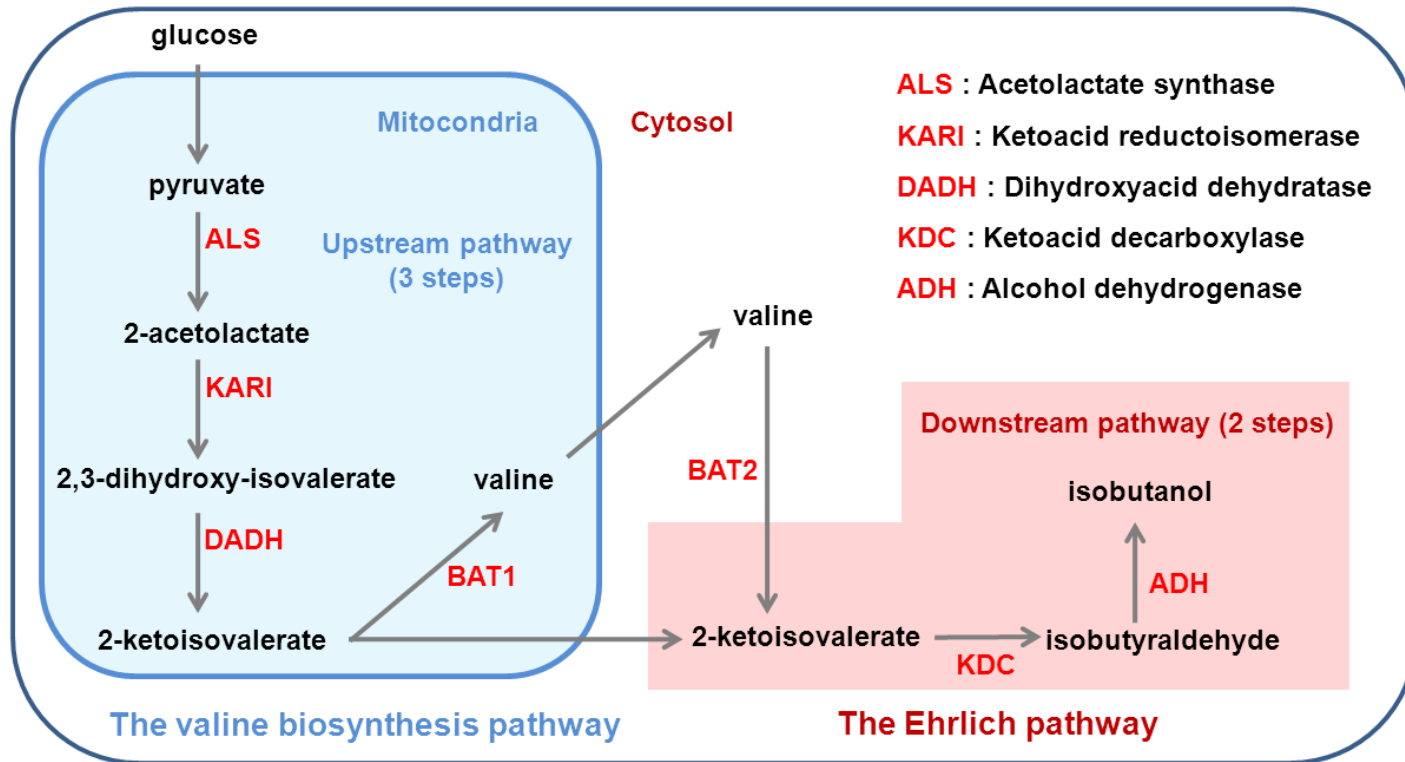 glucose
Mitocondria
Cytosol
ALS : Acetolactate synthase
KARI : Ketoacid reductoisomerase
DADH : Dihydroxyacid dehydratase
KDC : Ketoacid decarboxylase
ADH : Alcohol dehydrogenase
pyruvate
ALS
Upstream pathway
(3 steps)
2-acetolactate
valine
KARI
Downstream pathway (2 steps)
2,3-dihydroxy-isovalerate
valine
BAT2
isobutanol
DADH
BAT1
ADH
2-ketoisovalerate
2-ketoisovalerate
KDC
isobutyraldehyde
The valine biosynthesis pathway
The Ehrlich pathway